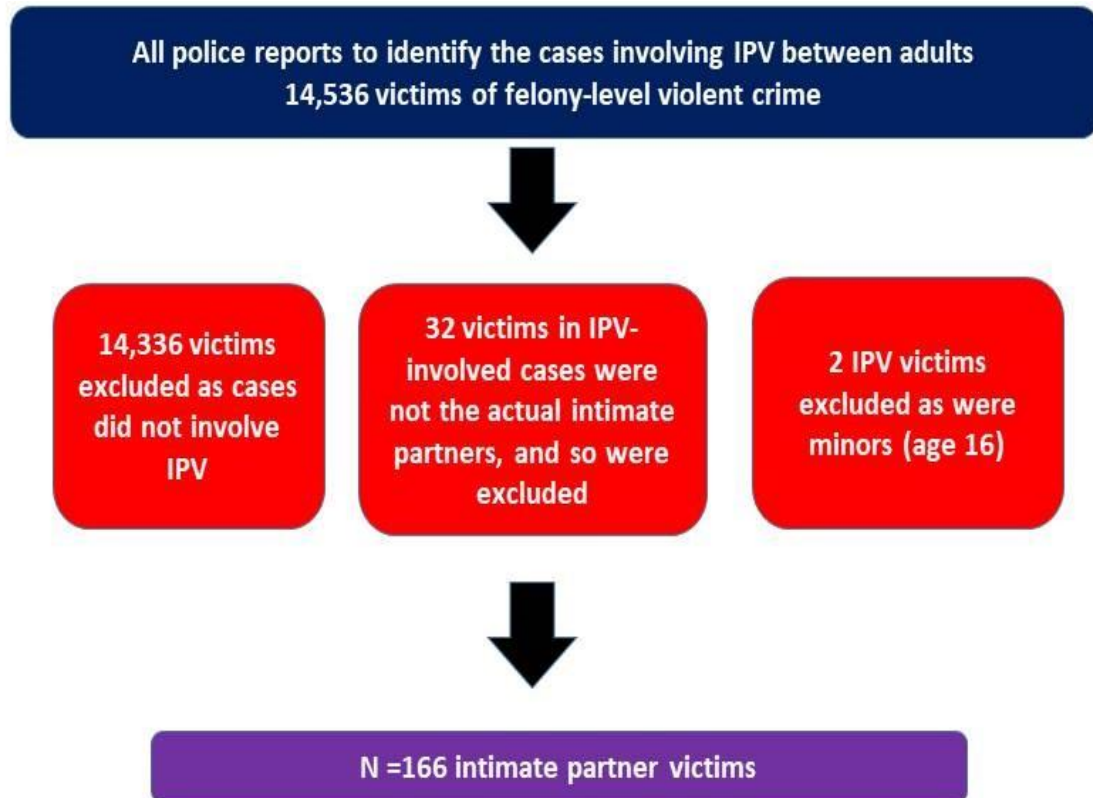 All police reports to identify the cases involving IPV between adults
14,536 victims of felony-level violent crime
14,336 victims
excluded as cases
did not involve
IPV
32 victims in IPV-
involved cases were
not the actual intimate
partners, and so were
excluded
2 IPV victims
excluded as were
minors (age 16)
N =166 intimate partner victims